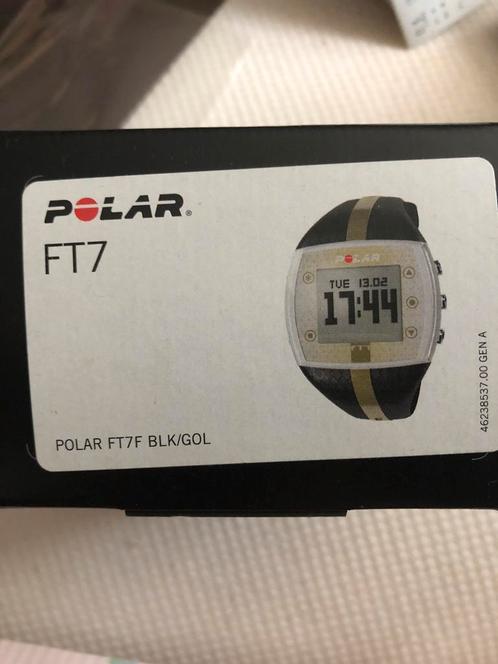 POLAR®
FT7
POLAR
TUE 13.02
17:44
POLAR FT7F BLK/GOL
46238537.00 GEN A